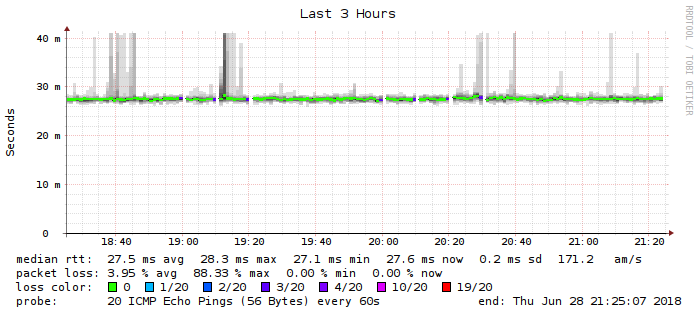 Last 3 Hours
RRDTOOL / TOBI OETIKER
Seconds
40 m
30 m
20 m
10 m
0
18:40 19:00 19:20 19:40 20:00 20:20 20:40 21:00 21:20
median rtt: 27.5 ms avg 28.3 ms max 27.1 ms min 27.6 ms now 0.2 ms sd 171.2 am/s
packet loss: 3.95 % avg 88.33 % max 0.00 % min 0.00 % now
loss color: 0 1/20 2/20 3/20 4/20 10/20 19/20
probe: 20 ICMP Echo Pings (56 Bytes) every 60s end: Thu Jun 28 21:25:07 2018